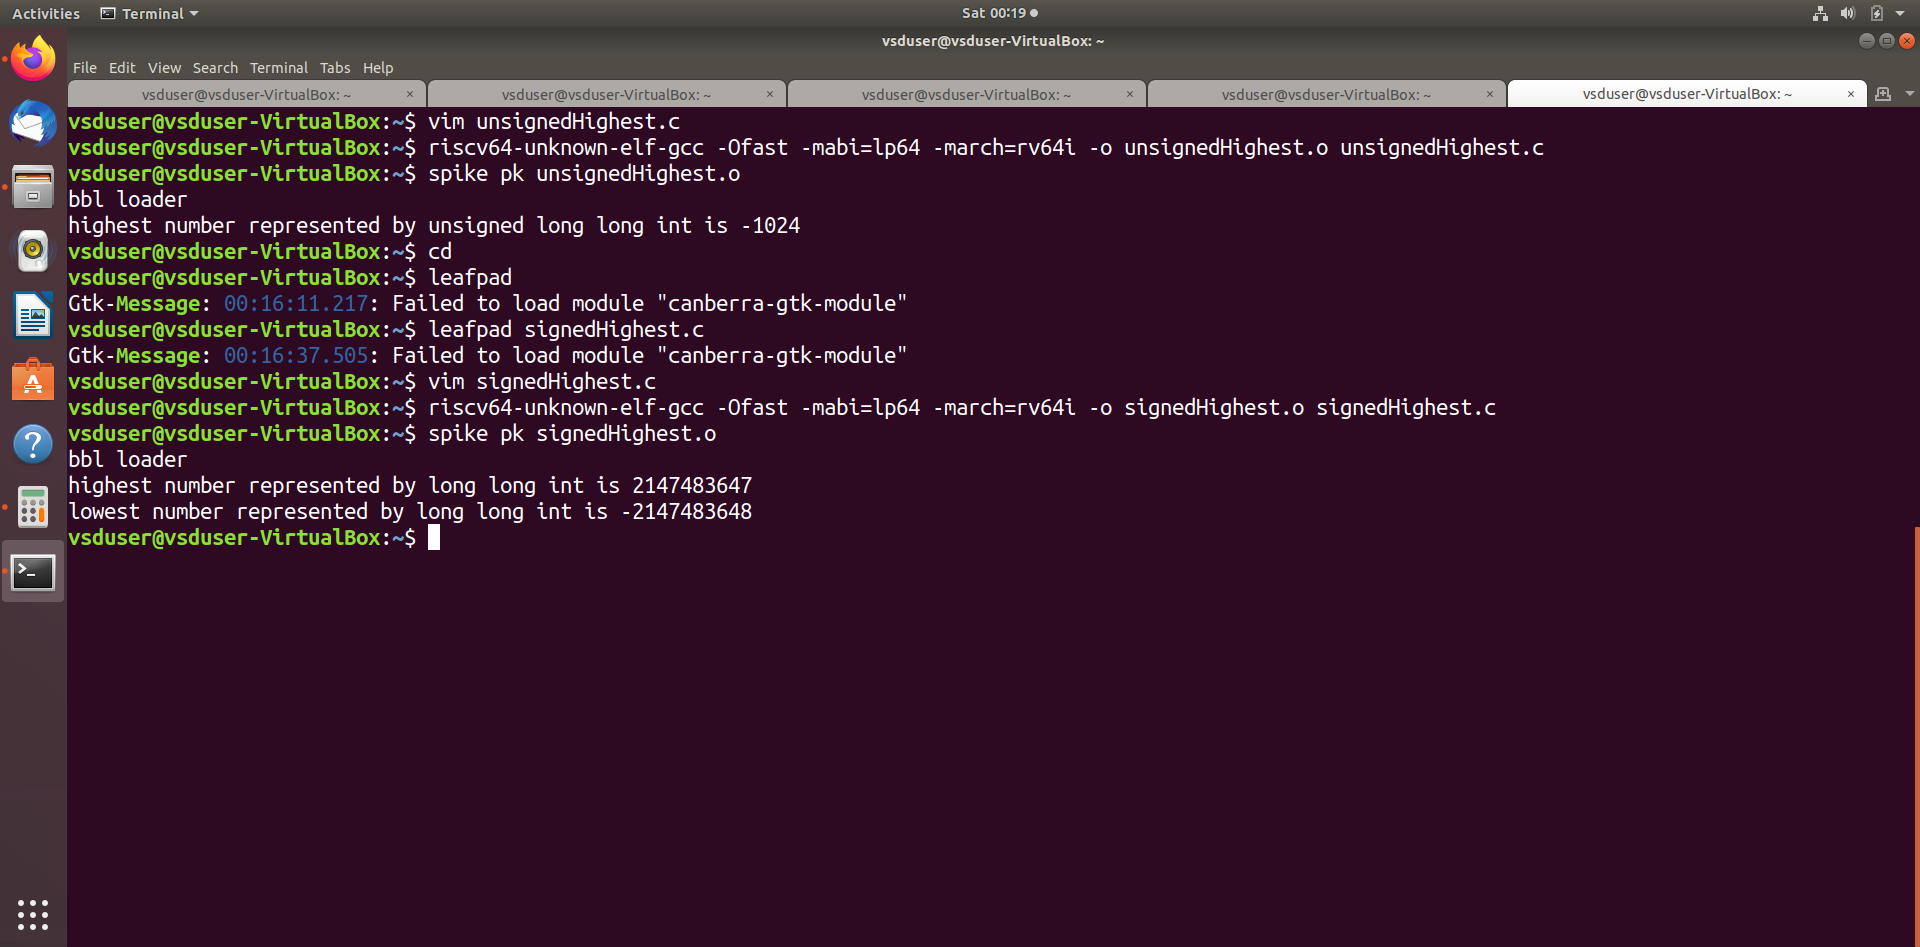 Activities Terminal Sat 00:19
vsduser@vsduser-VirtualBox: ~
File Edit View Search Terminal Tabs Help
vsduser@vsduser-VirtualBox: ~ × vsduser@vsduser-VirtualBox: ~ × vsduser@vsduser-VirtualBox: ~ × vsduser@vsduser-VirtualBox: ~ × vsduser@vsduser-VirtualBox: ~ ×
vsduser@vsduser-VirtualBox:~$ vim unsignedHighest.c
vsduser@vsduser-VirtualBox:~$ riscv64-unknown-elf-gcc -Ofast -mabi=lp64 -march=rv64i -o unsignedHighest.o unsignedHighest.c
vsduser@vsduser-VirtualBox:~$ spike pk unsignedHighest.o
bbl loader
highest number represented by unsigned long long int is -1024
vsduser@vsduser-VirtualBox:~$ cd
vsduser@vsduser-VirtualBox:~$ leafpad
Gtk-Message: 00:16:11.217: Failed to load module "canberra-gtk-module"
vsduser@vsduser-VirtualBox:~$ leafpad signedHighest.c
Gtk-Message: 00:16:37.505: Failed to load module "canberra-gtk-module"
vsduser@vsduser-VirtualBox:~$ vim signedHighest.c
vsduser@vsduser-VirtualBox:~$ riscv64-unknown-elf-gcc -Ofast -mabi=lp64 -march=rv64i -o signedHighest.o signedHighest.c
vsduser@vsduser-VirtualBox:~$ spike pk signedHighest.o
bbl loader
highest number represented by long long int is 2147483647
lowest number represented by long long int is -2147483648
vsduser@vsduser-VirtualBox:~$